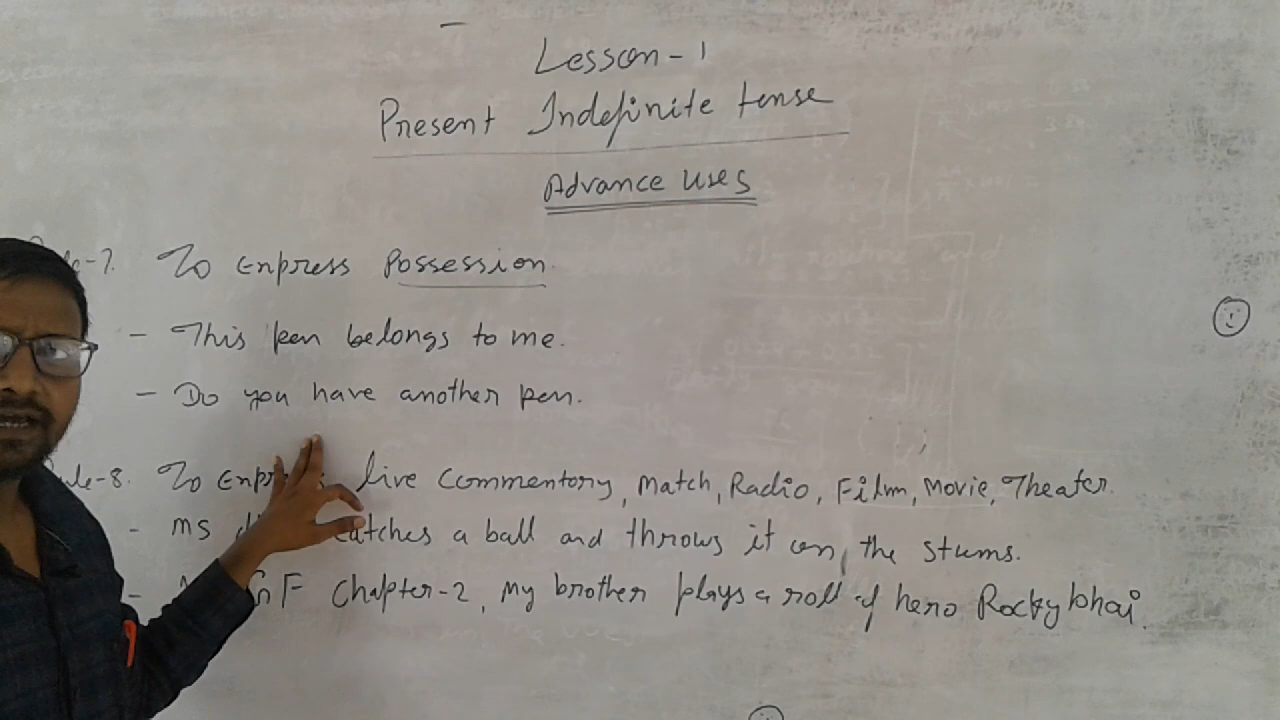 Lesson-1
Present Indefinite tense
Advance uses
-7. To Express Possession.
- This pen belongs to me.
- Do you have another pen.
-8. To live Commentory, Match, Radio, Film, Movie, Theater.
- MS catches a ball and throws it on the stums.
- Chapter-2, My brother plays a roll of hero Rocky bhai.